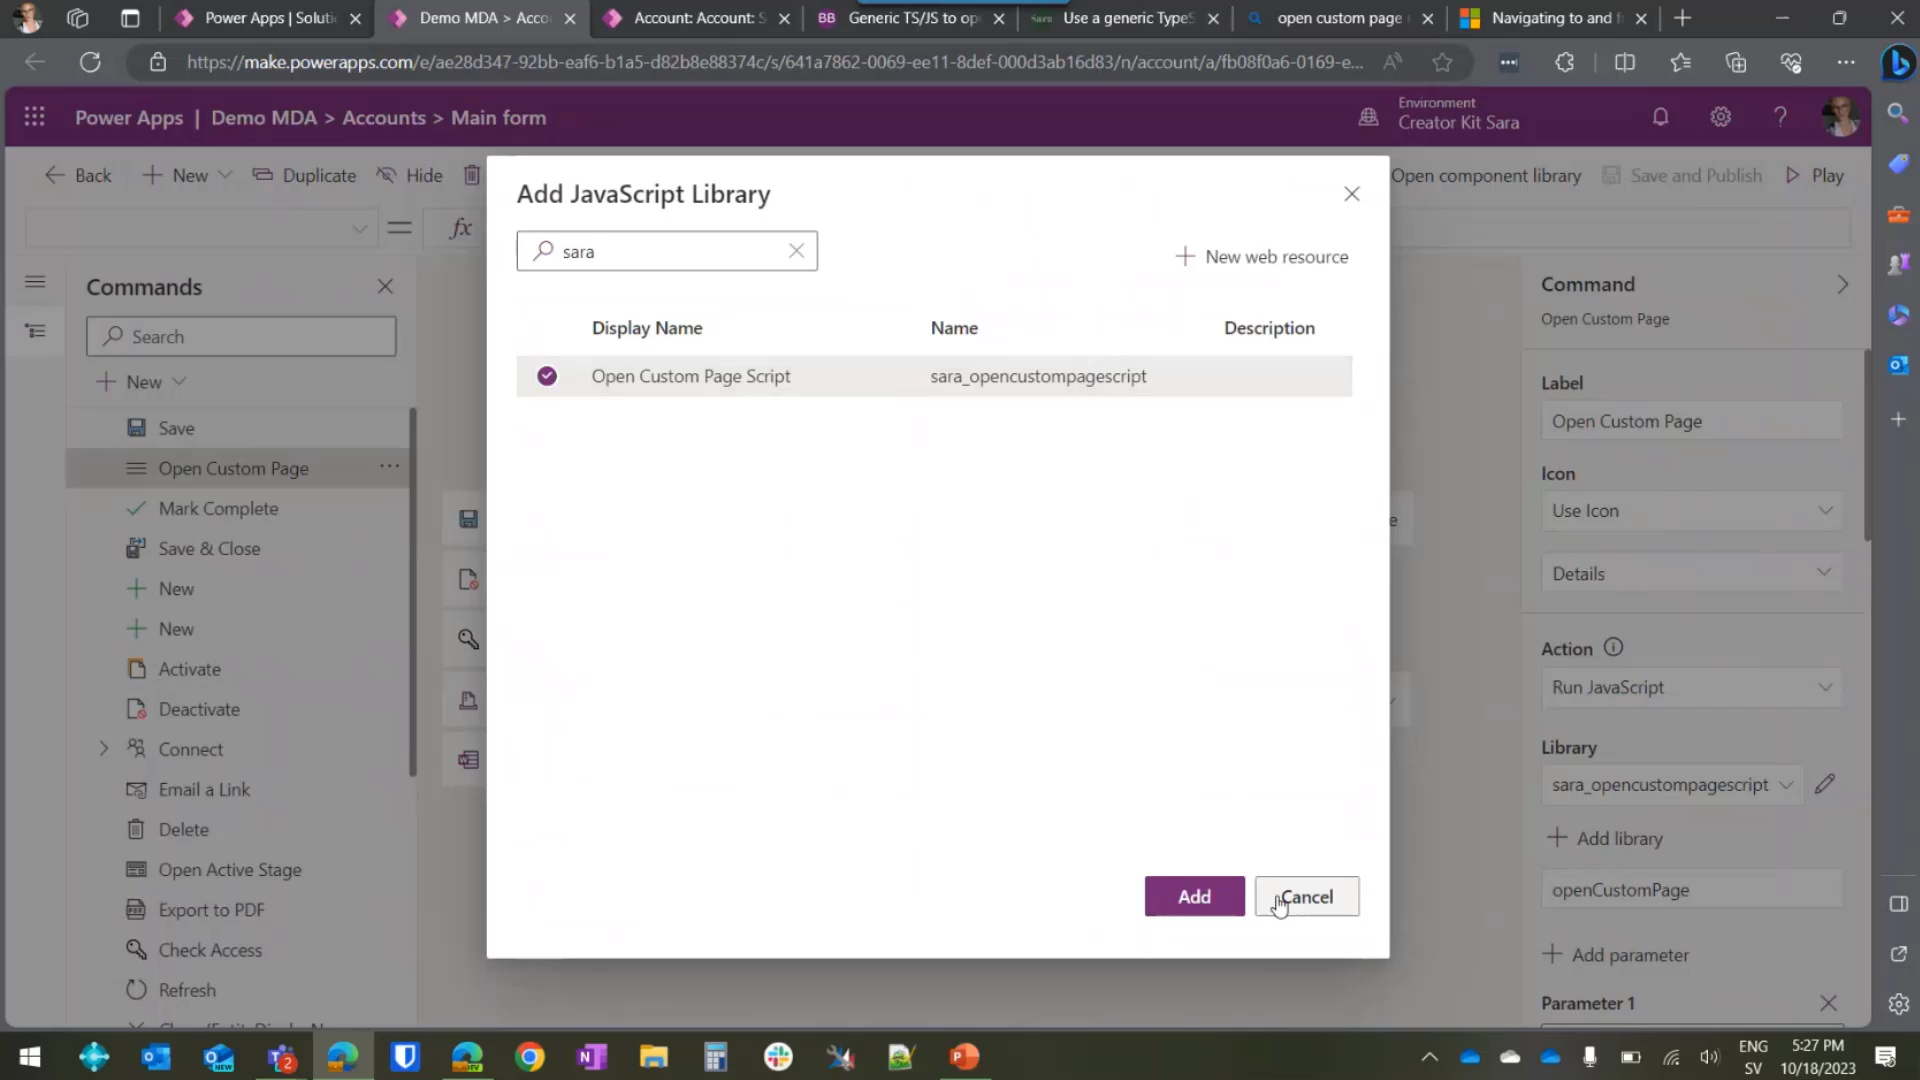 Power Apps | Soluti
Demo MDA > Acco
Account: Account: S
BB Generic TS/JS to op
Sara Use a generic TypeS
open custom page
Navigating to and f
https://make.powerapps.com/e/ae28d347-92bb-eaf6-b1a5-d82b8e88374c/s/641a7862-0069-ee11-8def-000d3ab16d83/n/account/a/fb08f0a6-0169-e...
Power Apps | Demo MDA > Accounts > Main form
Environment
Creator Kit Sara
Back
New
Duplicate
Hide
Open component library
Save and Publish
Play
fx
Commands
Search
New
Save
Open Custom Page
Mark Complete
Save & Close
New
New
Activate
Deactivate
Connect
Email a Link
Delete
Open Active Stage
Export to PDF
Check Access
Refresh
Add JavaScript Library
sara
New web resource
Display Name Name Description
Open Custom Page Script sara_opencustompagescript
Add
Cancel
e
Command
Open Custom Page
Label
Open Custom Page
Icon
Use Icon
Details
Action
Run JavaScript
Library
sara_opencustompagescript
Add library
openCustomPage
Add parameter
Parameter 1
ENG
SV
5:27 PM
10/18/2023